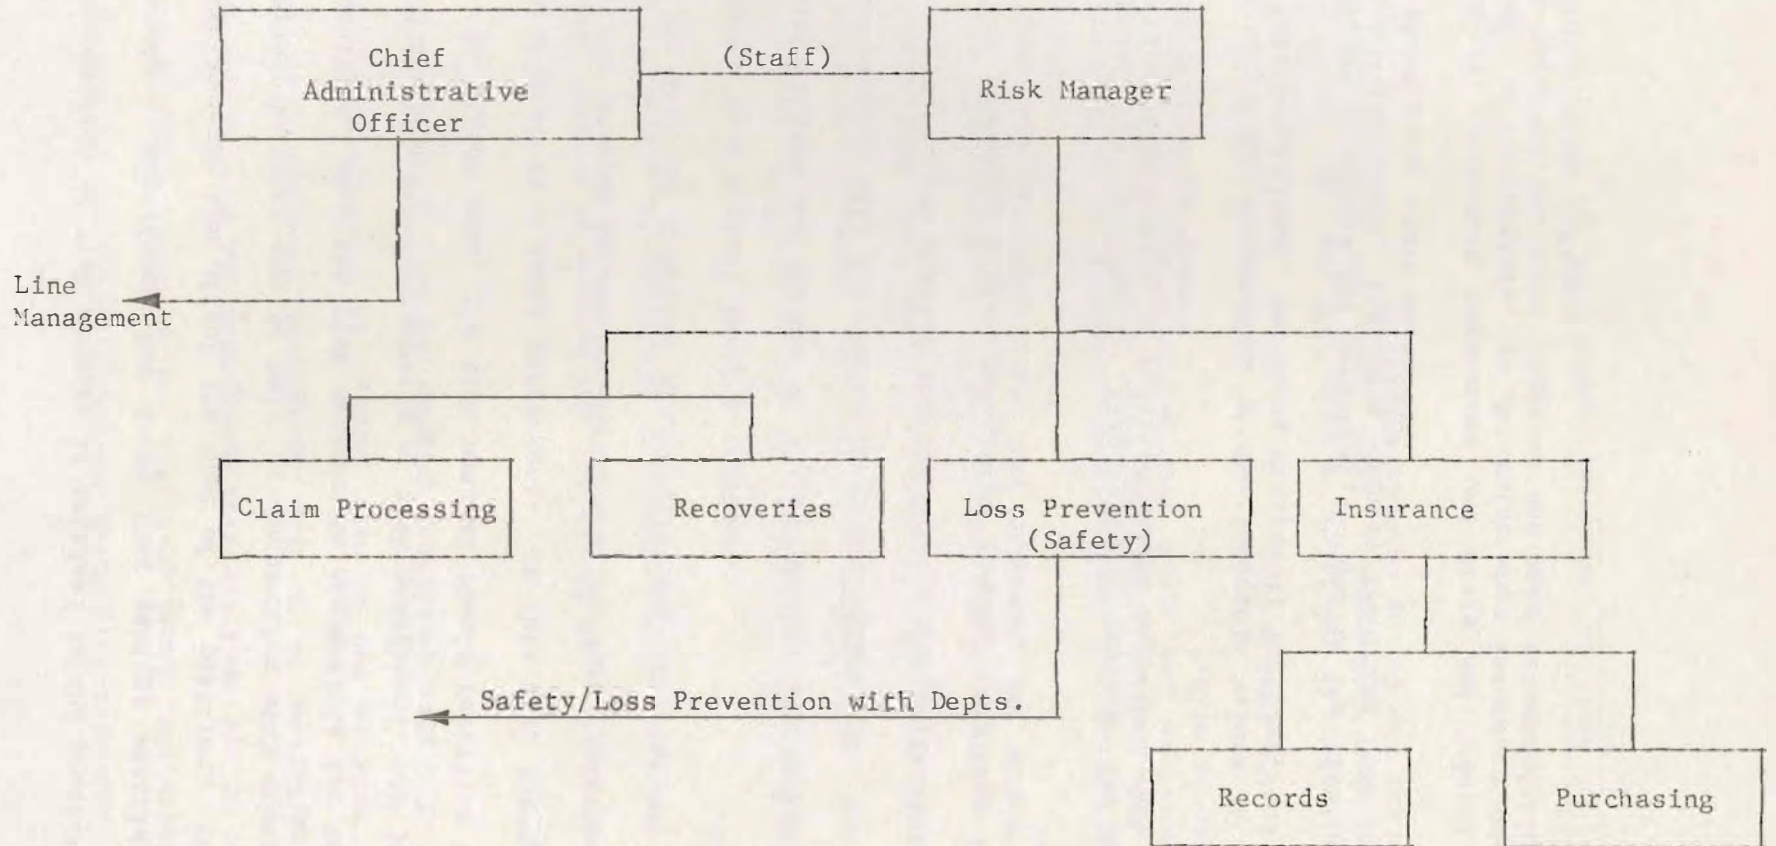 Chief
Administrative
Officer
(Staff)
Risk Manager
Line
Management
Claim Processing
Recoveries
Loss Prevention
(Safety)
Insurance
Safety/Loss Prevention with Depts.
Records
Purchasing